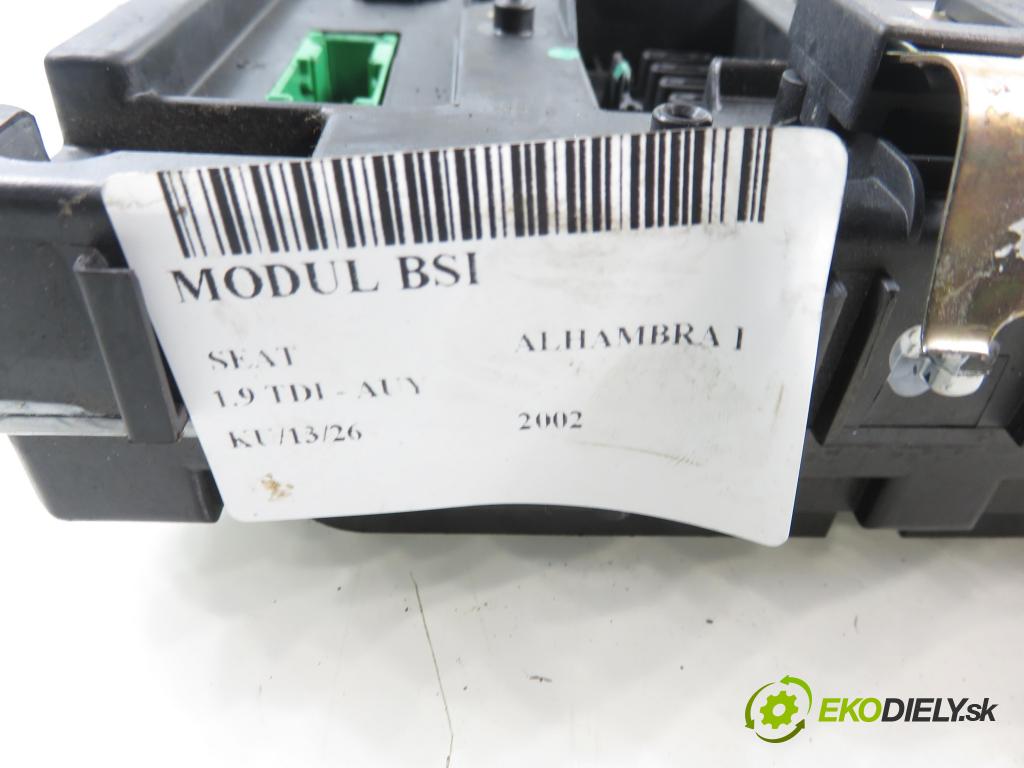 MODUL BSI
SEAT ALHAMBRA I
1.9 TDI - AUY
KU/13/26 2002
EKODIELY.sk